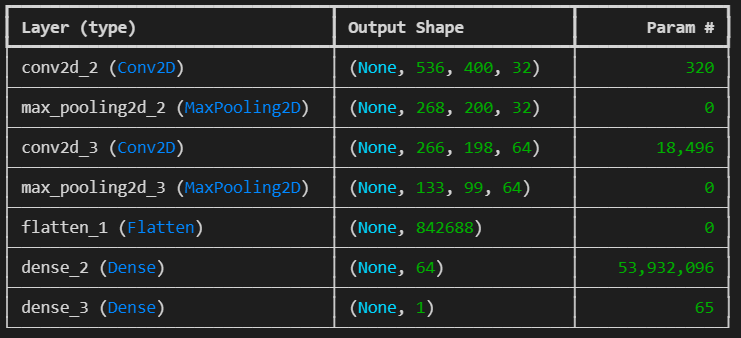 Layer (type) Output Shape Param #
conv2d_2 (Conv2D) (None, 536, 400, 32) 320
max_pooling2d_2 (MaxPooling2D) (None, 268, 200, 32) 0
conv2d_3 (Conv2D) (None, 266, 198, 64) 18,496
max_pooling2d_3 (MaxPooling2D) (None, 133, 99, 64) 0
flatten_1 (Flatten) (None, 842688) 0
dense_2 (Dense) (None, 64) 53,932,096
dense_3 (Dense) (None, 1) 65